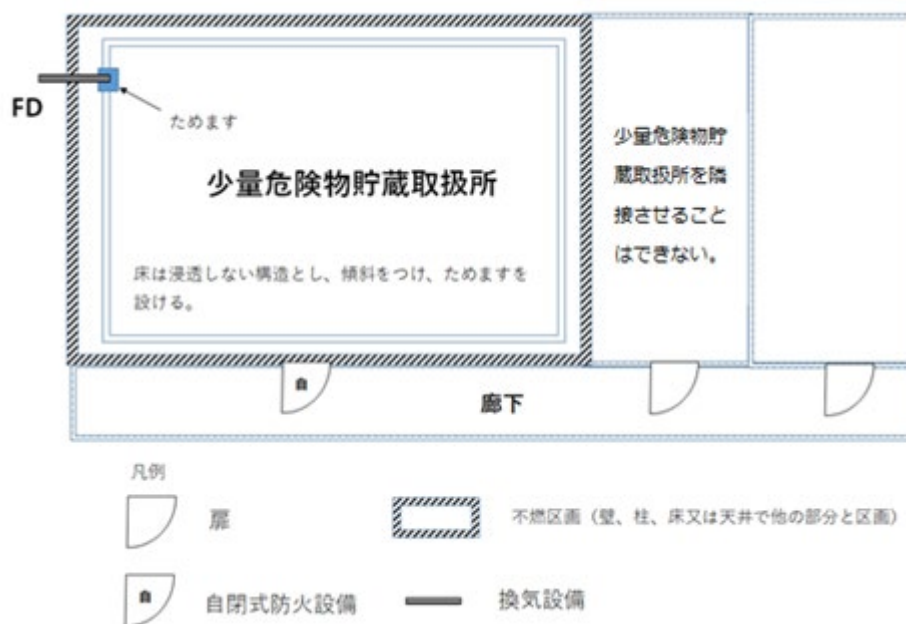 FD
ためます
少量危険物貯蔵取扱所
床は浸透しない構造とし、傾斜をつけ、ためますを
設ける。
少量危険物貯
蔵取扱所を隣
接させること
はできない。
自
廊下
凡例
扉
不燃区画（壁、柱、床又は天井で他の部分と区画）
自
自閉式防火設備
換気設備